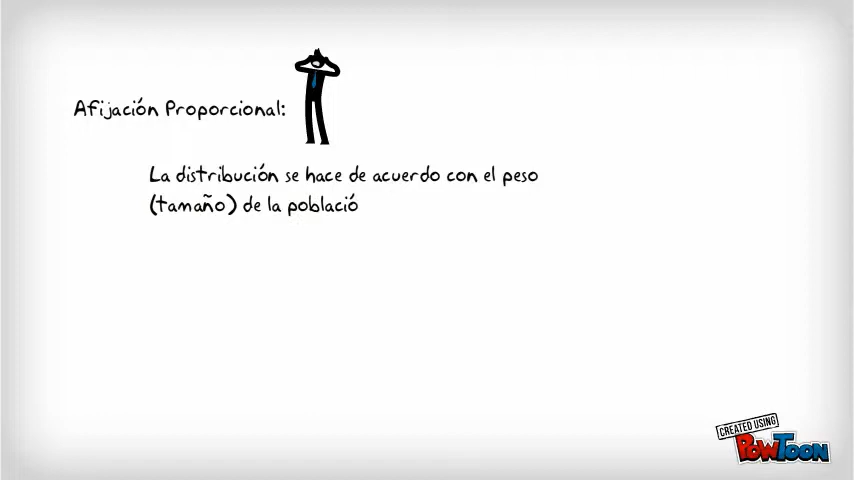 Afijación Proporcional:
La distribución se hace de acuerdo con el peso
(tamaño) de la població
CREATED USING
POWTOON